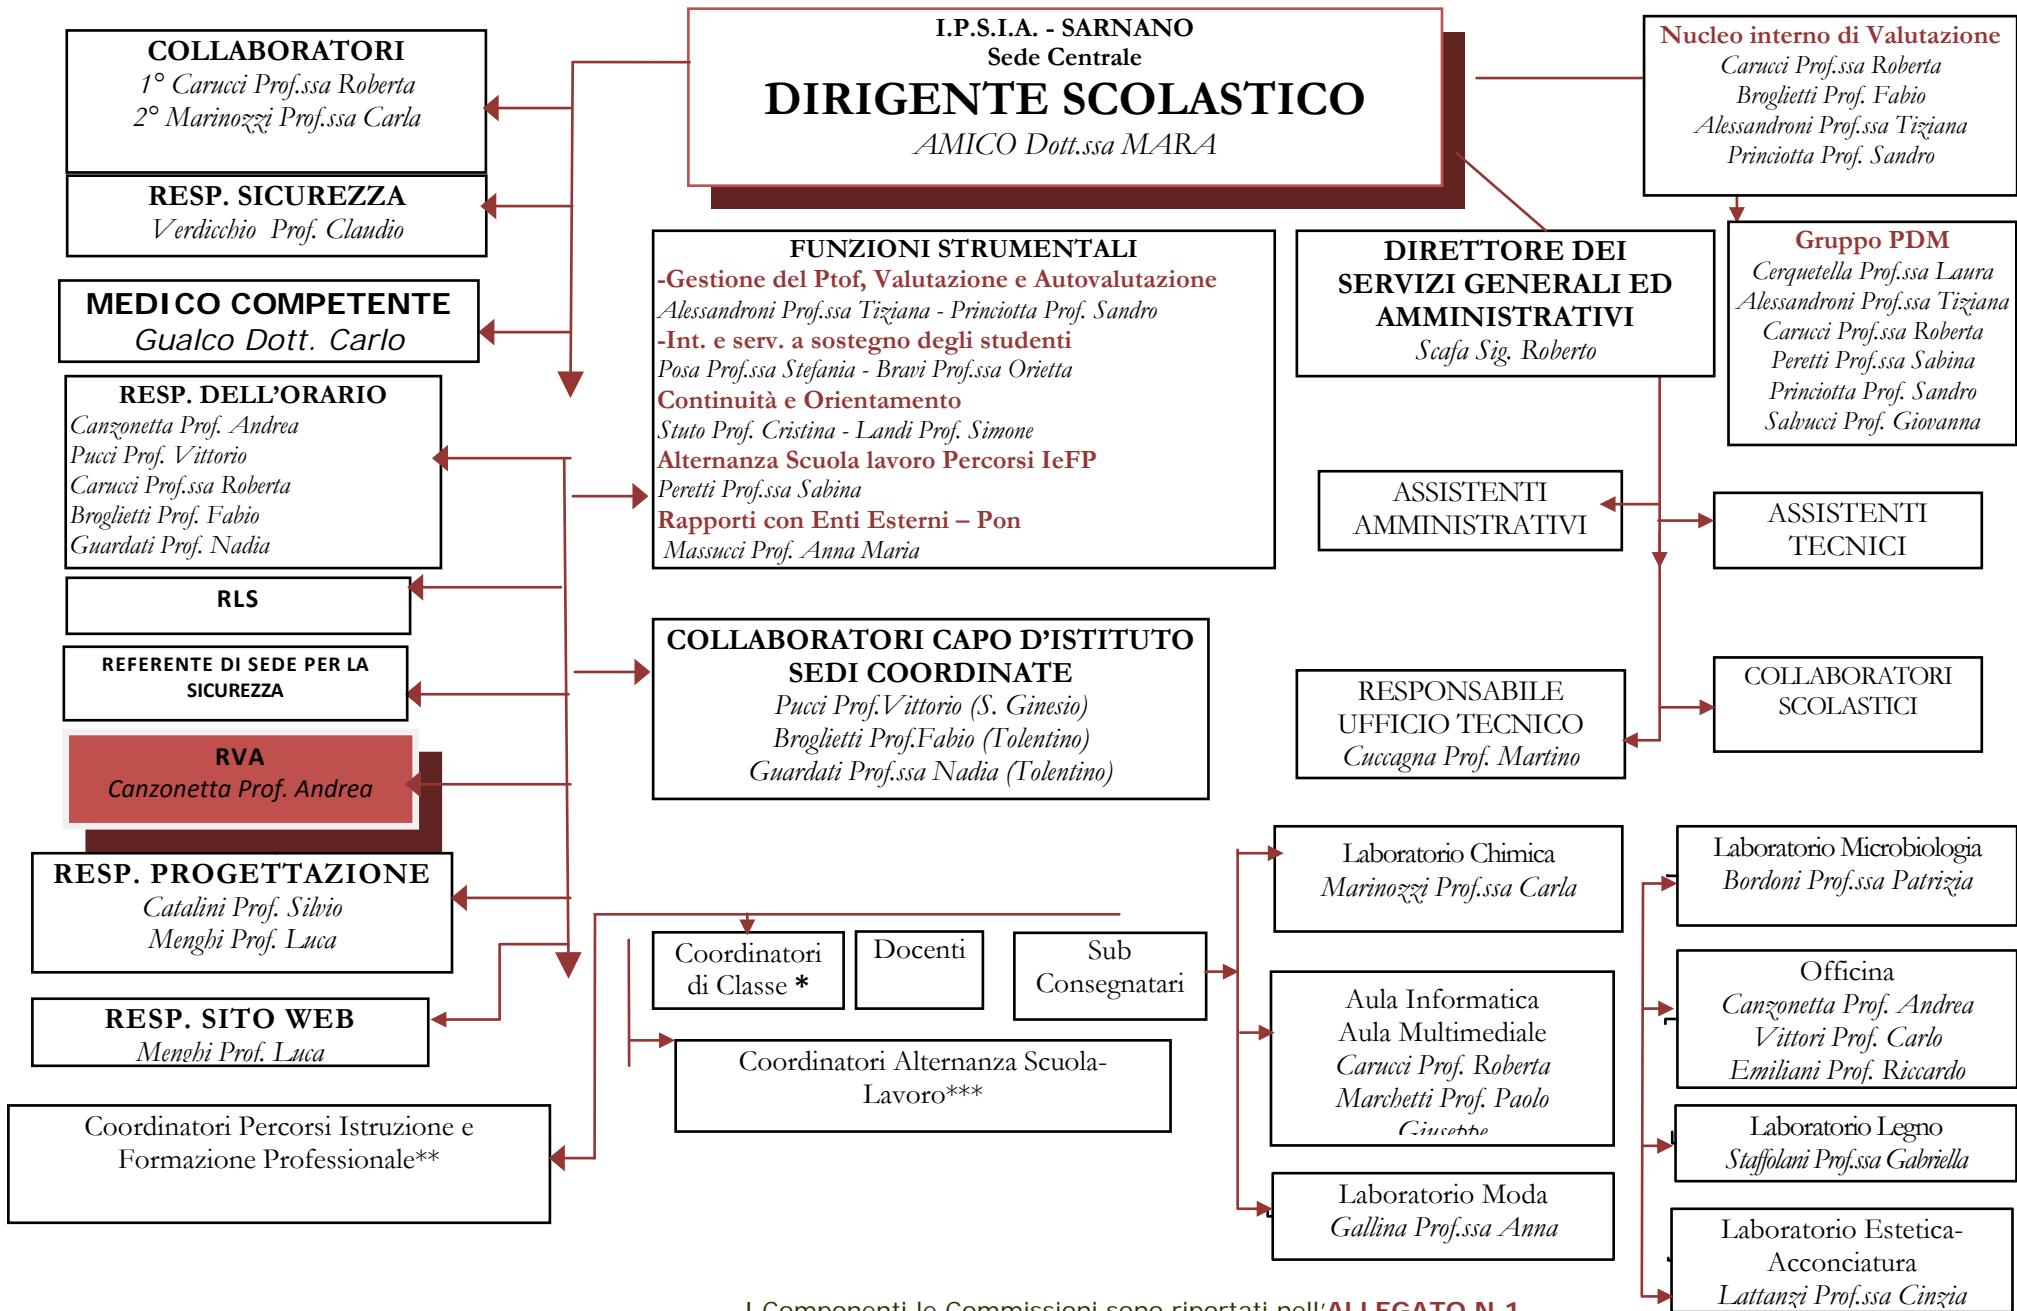 I.P.S.I.A. - SARNANO
Sede Centrale
DIRIGENTE SCOLASTICO
AMICO Dott.ssa MARA
COLLABORATORI
1° Carucci Prof.ssa Roberta
2° Marinozzi Prof.ssa Carla
RESP. SICUREZZA
Verdicchio Prof. Claudio
MEDICO COMPETENTE
Gualco Dott. Carlo
RESP. DELL'ORARIO
Canzonetta Prof. Andrea
Pucci Prof. Vittorio
Carucci Prof.ssa Roberta
Broglietti Prof. Fabio
Guardati Prof. Nadia
RLS
REFERENTE DI SEDE PER LA
SICUREZZA
RVA
Canzonetta Prof. Andrea
RESP. PROGETTAZIONE
Catalini Prof. Silvio
Menghi Prof. Luca
RESP. SITO WEB
Menghi Prof. Luca
Coordinatori Percorsi Istruzione e
Formazione Professionale**
FUNZIONI STRUMENTALI
-Gestione del Ptof, Valutazione e Autovalutazione
Alessandroni Prof.ssa Tiziana - Princiotta Prof. Sandro
-Int. e serv. a sostegno degli studenti
Posa Prof.ssa Stefania - Bravi Prof.ssa Orietta
Continuità e Orientamento
Stuto Prof. Cristina - Landi Prof. Simone
Alternanza Scuola lavoro Percorsi IeFP
Peretti Prof.ssa Sabina
Rapporti con Enti Esterni – Pon
Massucci Prof. Anna Maria
COLLABORATORI CAPO D'ISTITUTO
SEDI COORDINATE
Pucci Prof.Vittorio (S. Ginesio)
Broglietti Prof.Fabio (Tolentino)
Guardati Prof.ssa Nadia (Tolentino)
Coordinatori
di Classe *
Docenti
Sub
Consegnatari
Coordinatori Alternanza Scuola-
Lavoro***
Nucleo interno di Valutazione
Carucci Prof.ssa Roberta
Broglietti Prof. Fabio
Alessandroni Prof.ssa Tiziana
Princiotta Prof. Sandro
Gruppo PDM
Cerquetella Prof.ssa Laura
Alessandroni Prof.ssa Tiziana
Carucci Prof.ssa Roberta
Peretti Prof.ssa Sabina
Princiotta Prof. Sandro
Salvucci Prof. Giovanna
DIRETTORE DEI
SERVIZI GENERALI ED
AMMINISTRATIVI
Scafa Sig. Roberto
ASSISTENTI
AMMINISTRATIVI
ASSISTENTI
TECNICI
RESPONSABILE
UFFICIO TECNICO
Cuccagna Prof. Martino
COLLABORATORI
SCOLASTICI
Laboratorio Chimica
Marinozzi Prof.ssa Carla
Aula Informatica
Aula Multimediale
Carucci Prof. Roberta
Marchetti Prof. Paolo
Giuseppe
Laboratorio Moda
Gallina Prof.ssa Anna
Laboratorio Microbiologia
Bordoni Prof.ssa Patrizia
Officina
Canzonetta Prof. Andrea
Vittori Prof. Carlo
Emiliani Prof. Riccardo
Laboratorio Legno
Staffolani Prof.ssa Gabriella
Laboratorio Estetica-
Acconciatura
Lattanzi Prof.ssa Cinzia
I Componenti le Commissioni sono riportati nell'ALLEGATO N.1